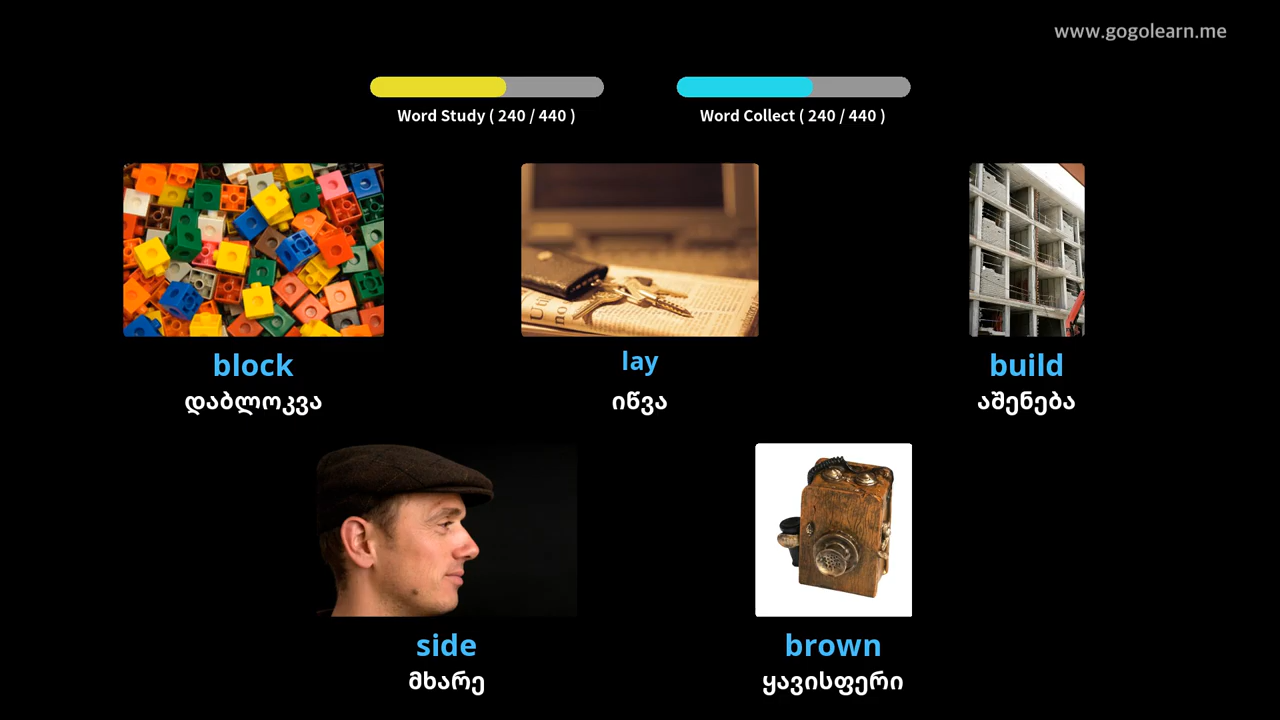 www.gogolearn.me
Word Study ( 240 / 440 )
Word Collect ( 240 / 440 )
block
დაბლოკვა
lay
იწვა
build
აშენება
side
მხარე
brown
ყავისფერი